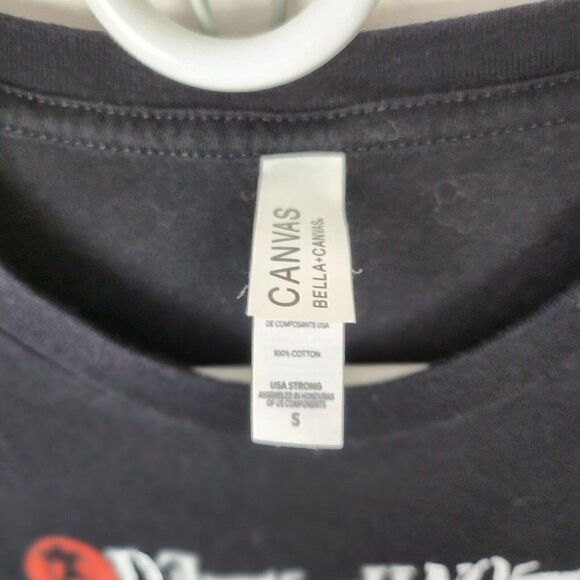 CANVAS
BELLA+CANVAS®
DE COMPOSANTS USA
100% COTTON
USA STRONG
ASSEMBLED IN HONDURAS
OF US COMPONENTS
S